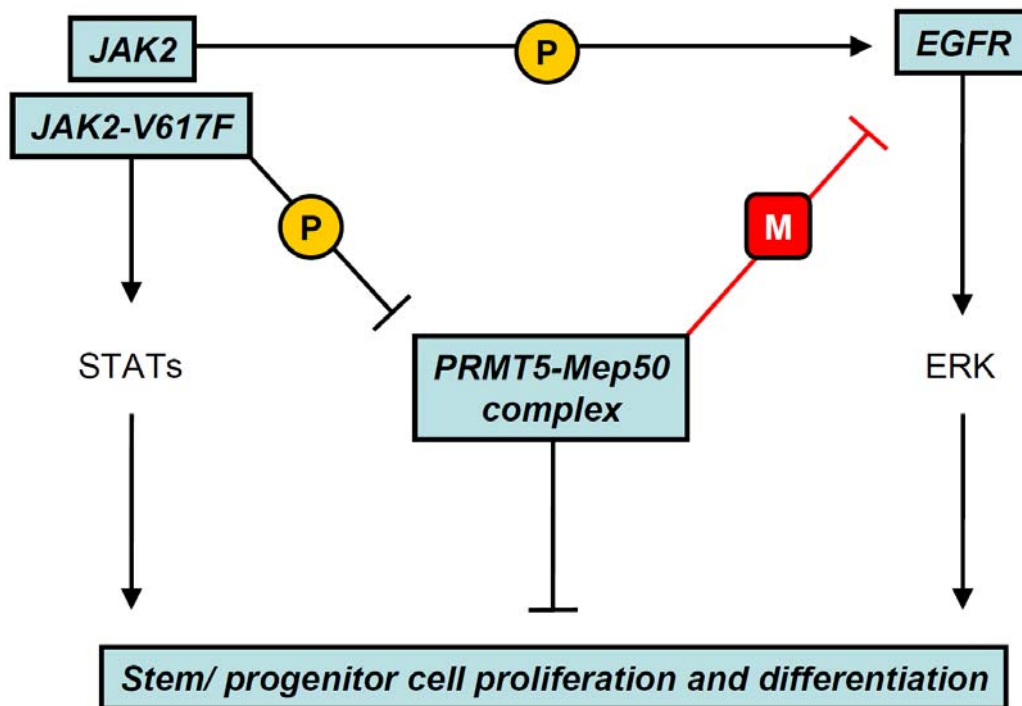 JAK2
P
EGFR
JAK2-V617F
P
M
STATs
PRMT5-Mep50
complex
ERK
Stem/ progenitor cell proliferation and differentiation